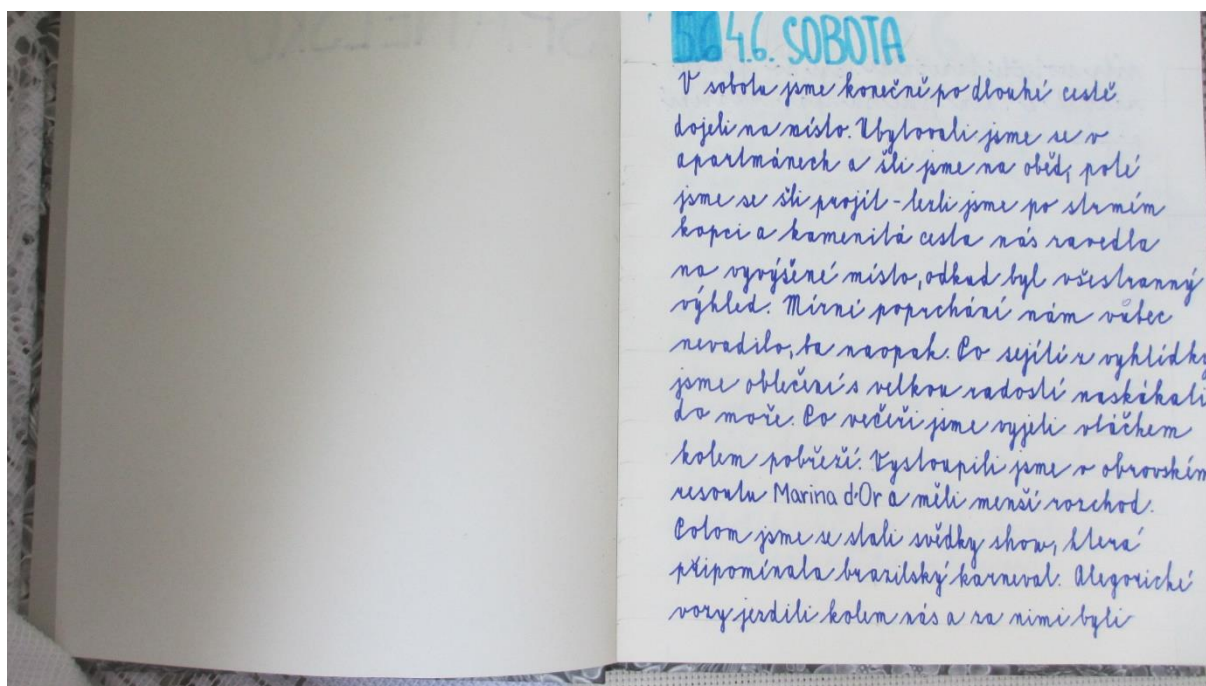 4.6. SOBOTA
V sobotu jsme konečně po dlouhé cestě
dojeli na místo. Ubytovali jsme se v
apartmánech a šli jsme na oběd, poté
jsme se šli projít - lezli jsme po strmém
kopci a kamenitá cesta nás zavedla
na vyvýšené místo, odkud byl všestranný
výhled. Mírné poprchání nám vůbec
nevadilo, ba naopak. Po sejití z vyhlídky
jsme oblečení s velkou radostí naskákali
do moře. Po večeři jsme vyjeli vláčkem
kolem pobřeží. Vystoupili jsme v obrovském
resortu Marina d'Or a měli menší rozchod.
Potom jsme se stali svědky show, která
připomínala brazilský karneval. Alegorické
vozy jezdili kolem nás a za nimi byli